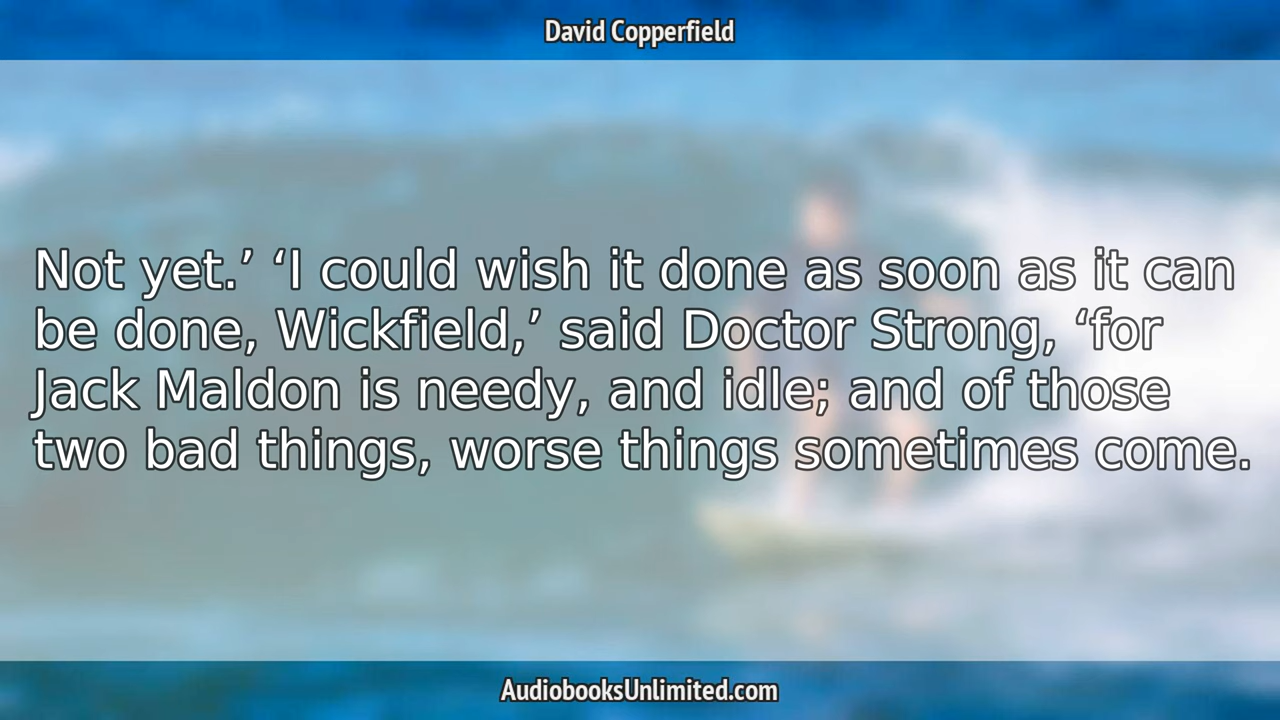 David Copperfield
Not yet.’ ‘I could wish it done as soon as it can
be done, Wickfield,’ said Doctor Strong, ‘for
Jack Maldon is needy, and idle; and of those
two bad things, worse things sometimes come.
AudiobooksUnlimited.com